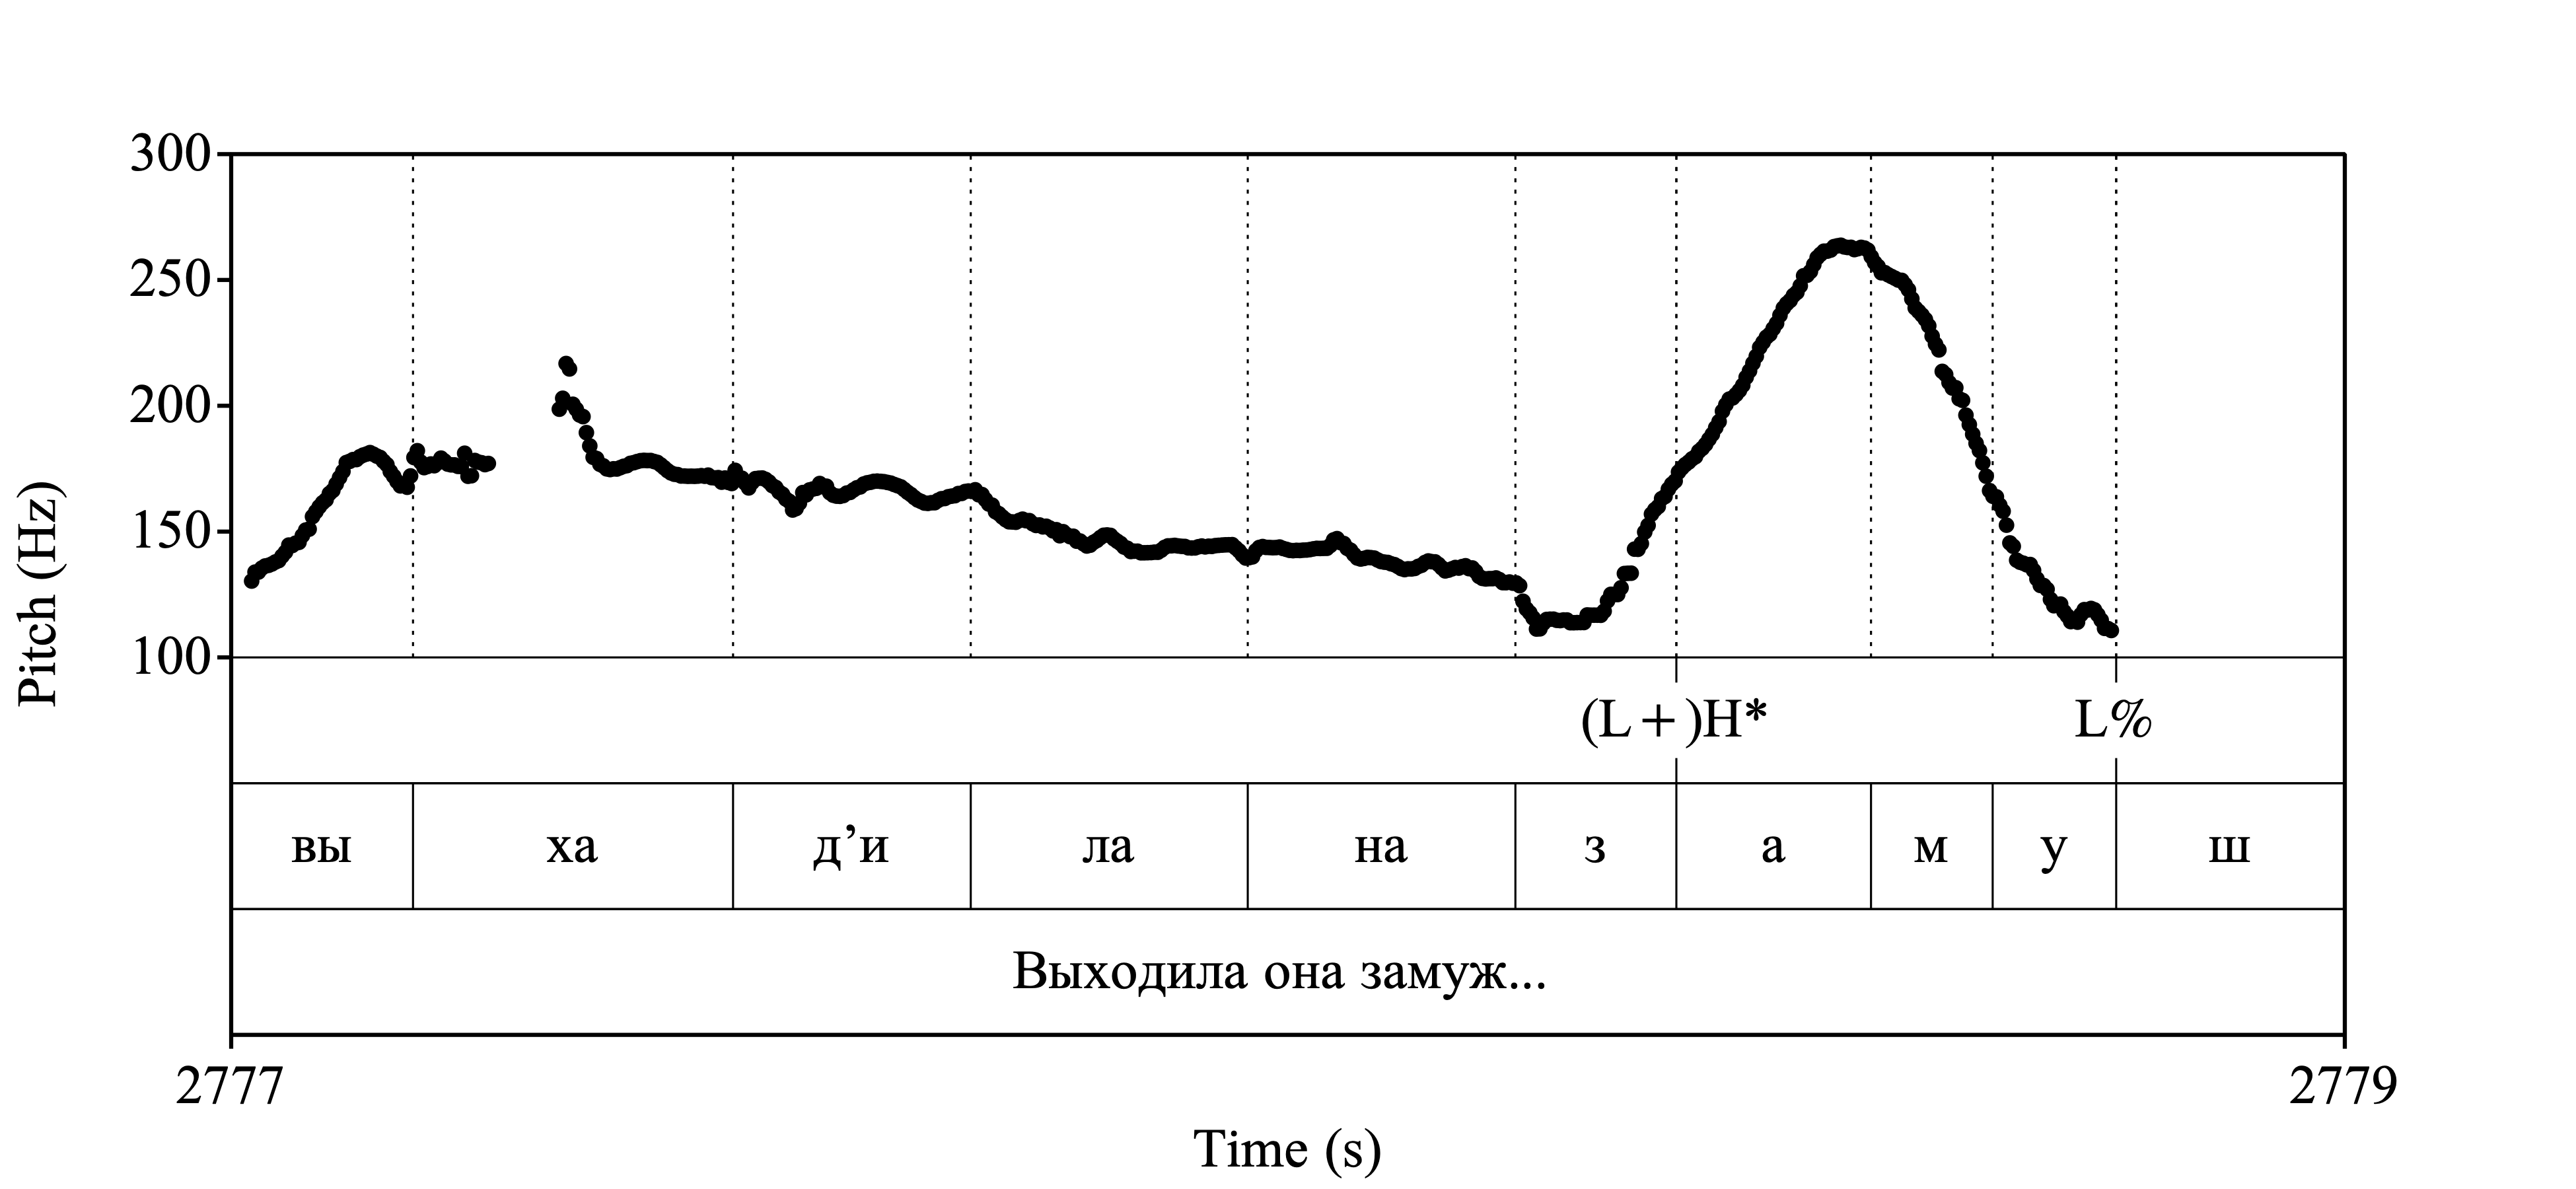 300
250
200
150
100
Pitch (Hz)
(L+)H* L%
вы ха д’и ла на з а м у ш
Выходила она замуж...
2777 2779
Time (s)